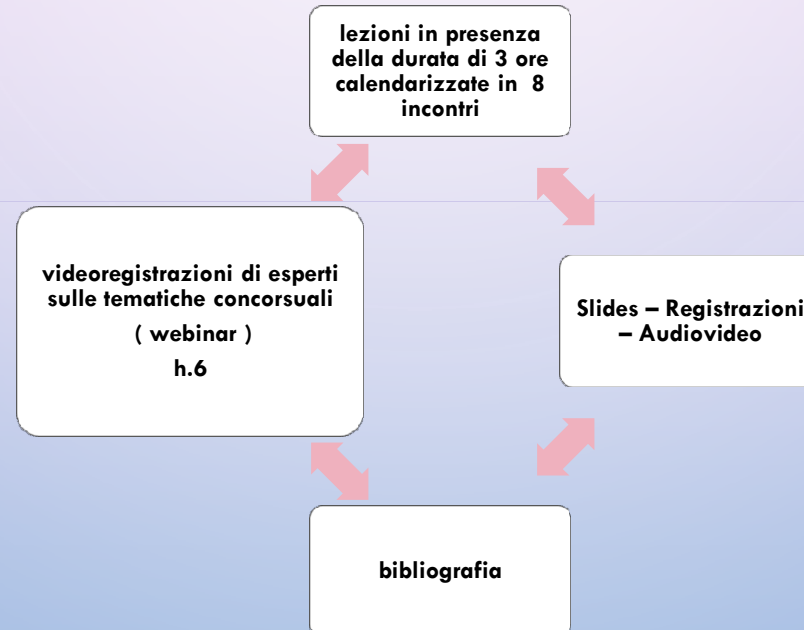 lezioni in presenza
della durata di 3 ore
calendarizzate in 8
incontri
videoregistrazioni di esperti
sulle tematiche concorsuali
( webinar )
h.6
Slides – Registrazioni
– Audiovideo
bibliografia